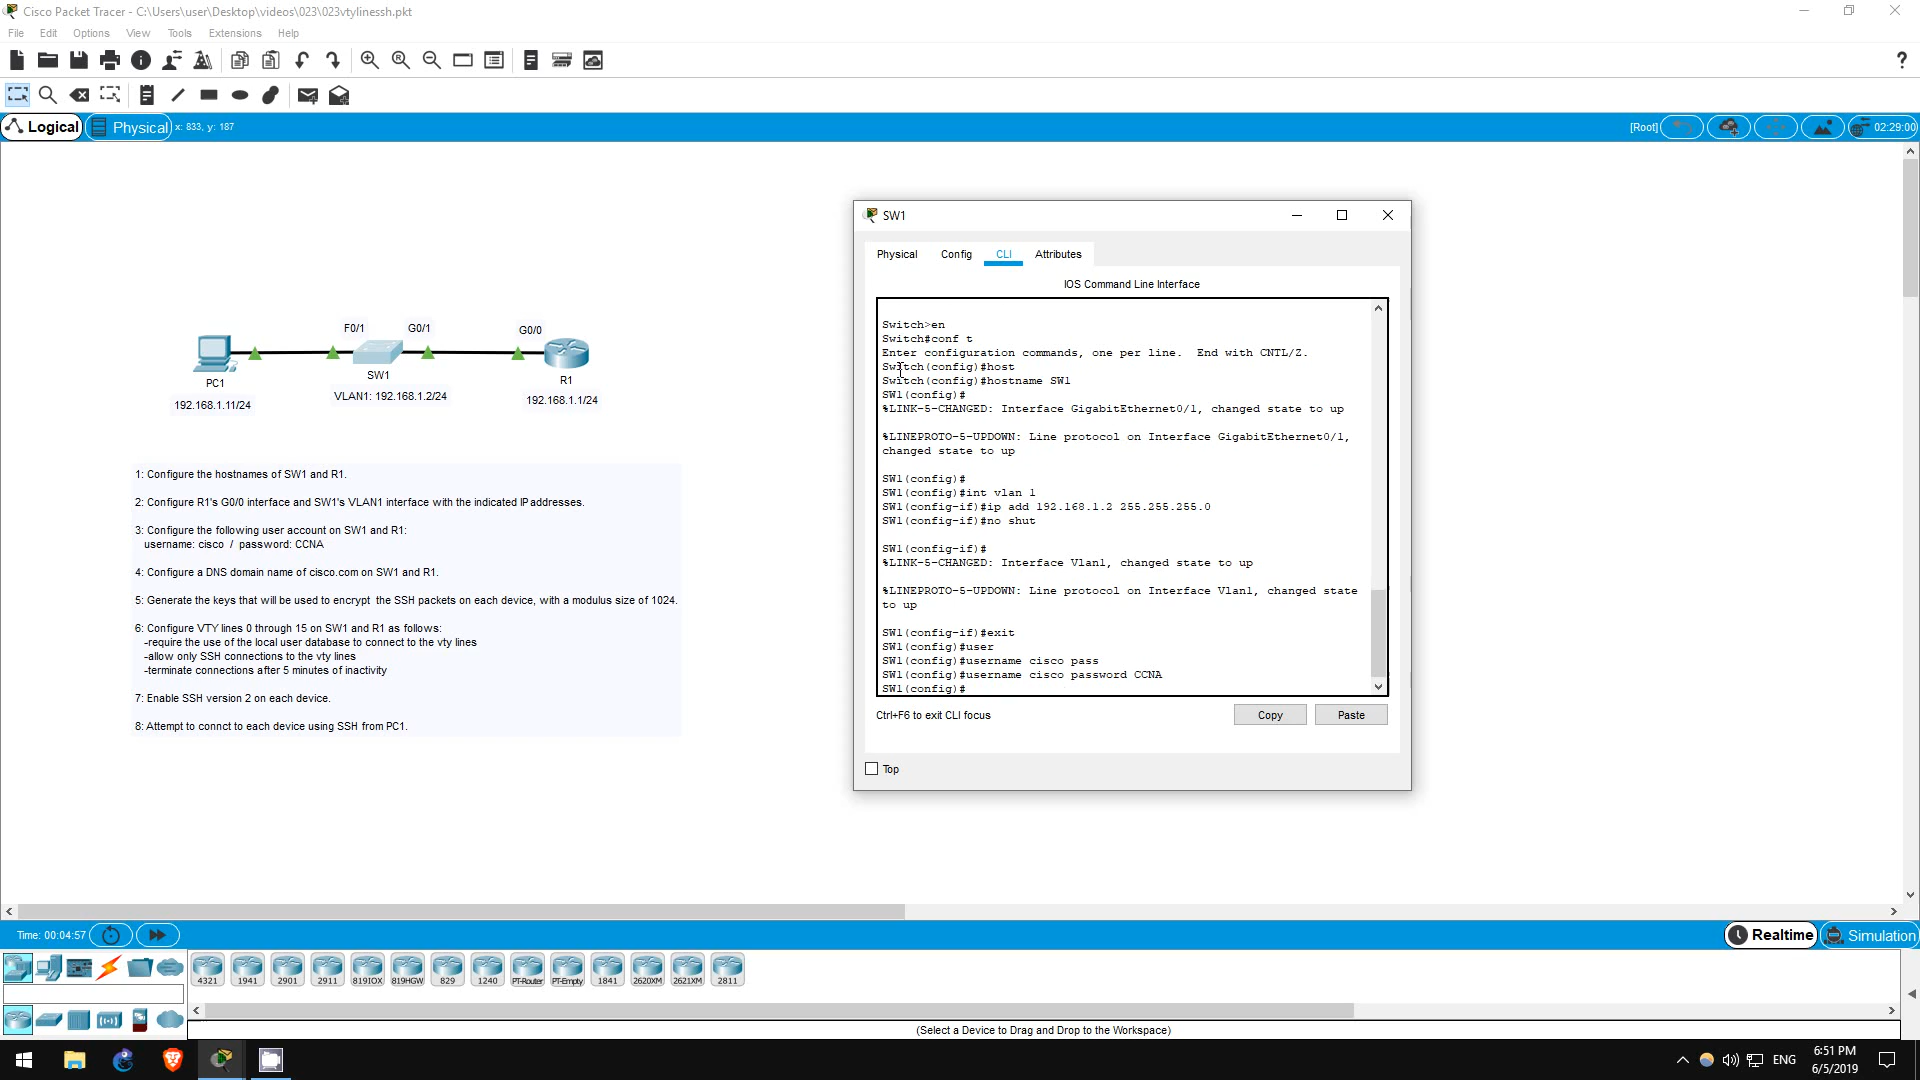 Cisco Packet Tracer - C:\Users\user\Desktop\videos\023\023vtylinessh.pkt
File Edit Options View Tools Extensions Help
Logical
Physical
x: 833, y: 187
[Root]
02:29:00
F0/1
G0/1
G0/0
PC1
SW1
R1
192.168.1.11/24
VLAN1: 192.168.1.2/24
192.168.1.1/24
1: Configure the hostnames of SW1 and R1.
2: Configure R1's G0/0 interface and SW1's VLAN1 interface with the indicated IP addresses.
3: Configure the following user account on SW1 and R1:
username: cisco / password: CCNA
4: Configure a DNS domain name of cisco.com on SW1 and R1.
5: Generate the keys that will be used to encrypt the SSH packets on each device, with a modulus size of 1024.
6: Configure VTY lines 0 through 15 on SW1 and R1 as follows:
-require the use of the local user database to connect to the vty lines
-allow only SSH connections to the vty lines
-terminate connections after 5 minutes of inactivity
7: Enable SSH version 2 on each device.
8: Attempt to connct to each device using SSH from PC1.
SW1
Physical Config CLI Attributes
IOS Command Line Interface
Switch>en
Switch#conf t
Enter configuration commands, one per line. End with CNTL/Z.
Switch(config)#host
Switch(config)#hostname SW1
SW1(config)#
%LINK-5-CHANGED: Interface GigabitEthernet0/1, changed state to up
%LINEPROTO-5-UPDOWN: Line protocol on Interface GigabitEthernet0/1,
changed state to up
SW1(config)#
SW1(config)#int vlan 1
SW1(config-if)#ip add 192.168.1.2 255.255.255.0
SW1(config-if)#no shut
SW1(config-if)#
%LINK-5-CHANGED: Interface Vlan1, changed state to up
%LINEPROTO-5-UPDOWN: Line protocol on Interface Vlan1, changed state
to up
SW1(config-if)#exit
SW1(config)#user
SW1(config)#username cisco pass
SW1(config)#username cisco password CCNA
SW1(config)#
Ctrl+F6 to exit CLI focus
Copy
Paste
Top
Time: 00:04:57
Realtime
Simulation
4321 1941 2901 2911 819IOX 819HGW 829 1240 PT-Router PT-Empty 1841 2620XM 2621XM 2811
(Select a Device to Drag and Drop to the Workspace)
ENG
6:51 PM
6/5/2019